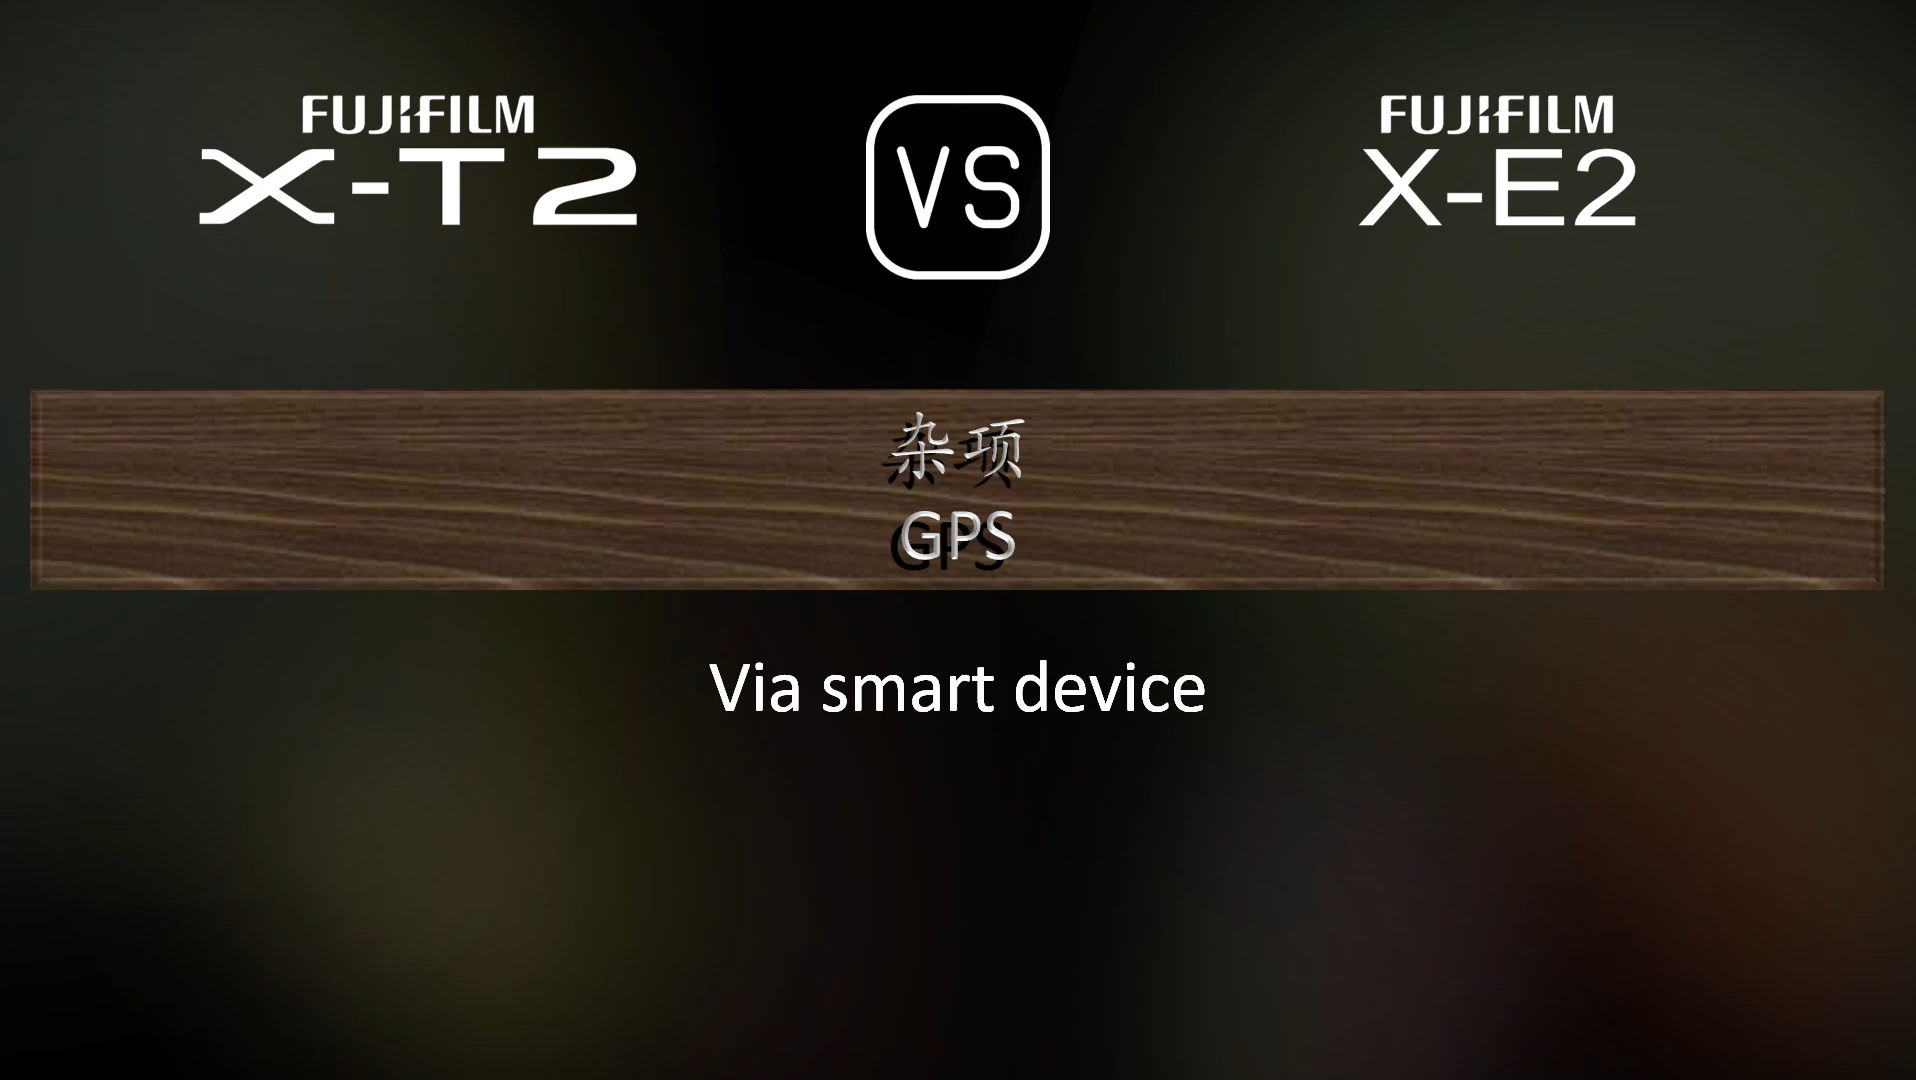 FUJIFILM
X-T2
VS
FUJIFILM
X-E2
杂项
GPS
Via smart device